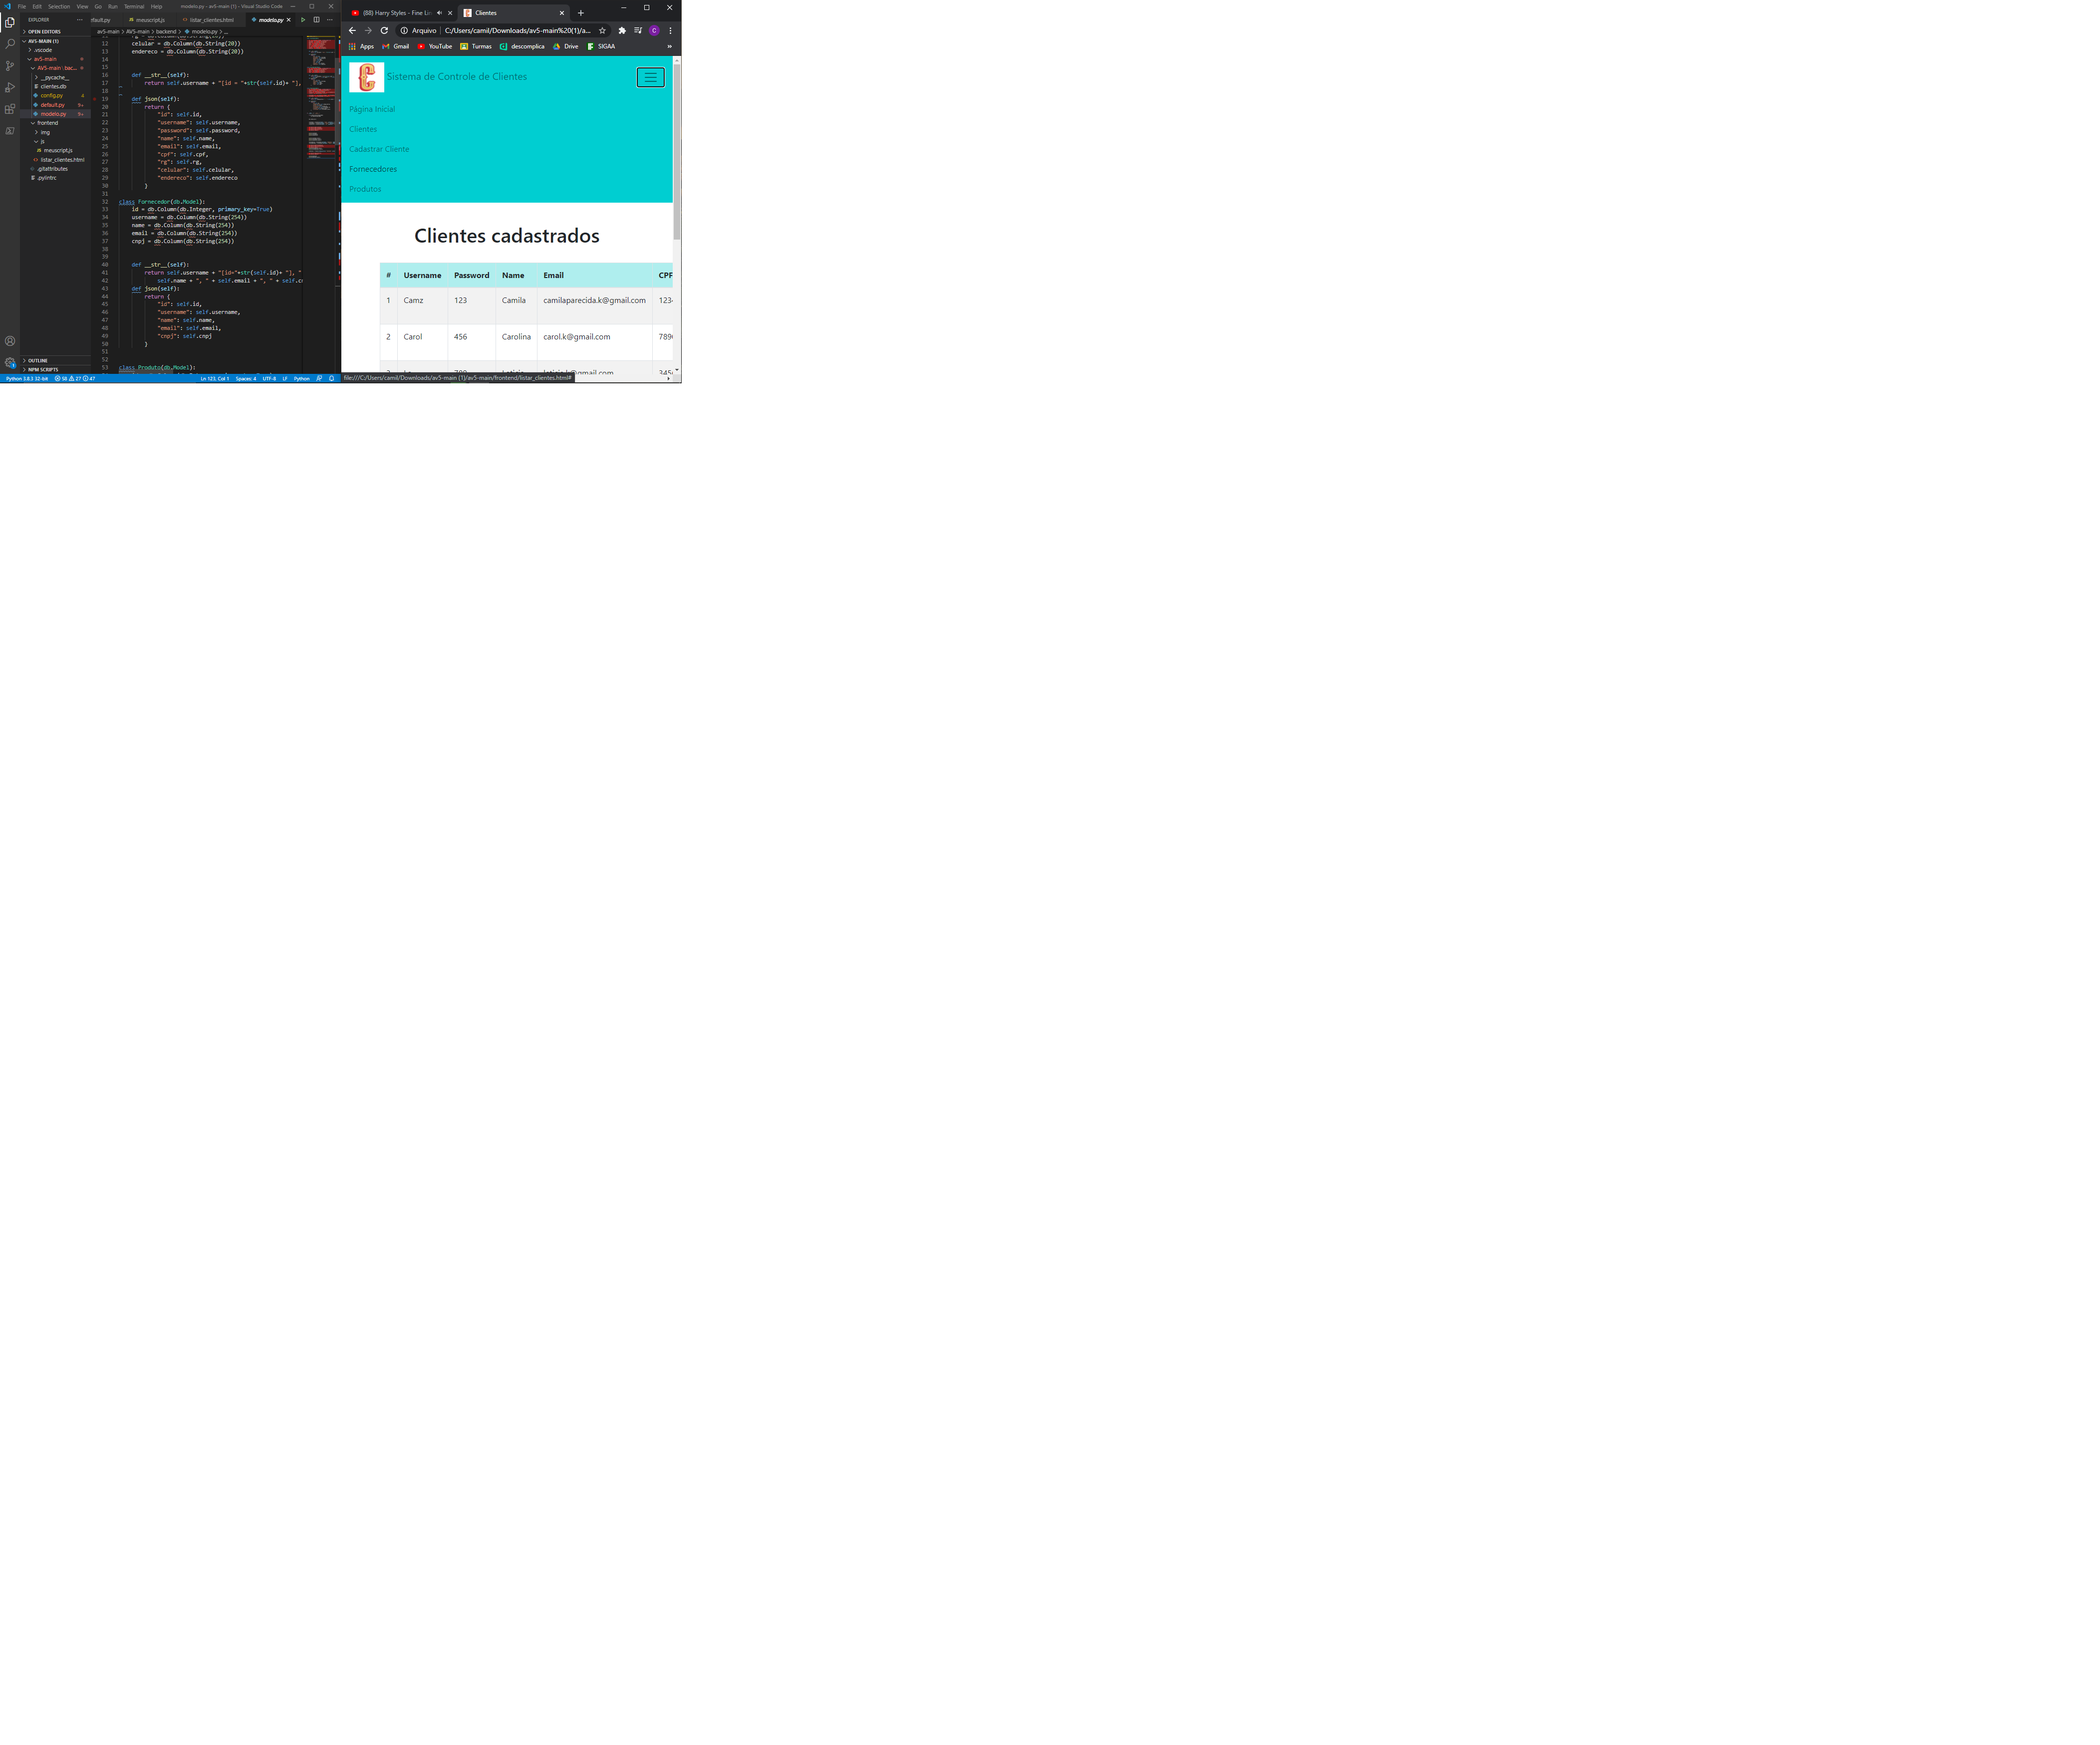 File Edit Selection View Go Run Terminal Help modelo.py - av5-main (1) - Visual Studio Code
EXPLORER
OPEN EDITORS
AV5-MAIN (1)
.vscode
av5-main
AV5-main\ bac...
__pycache__
clientes.db
config.py 4
default.py 9+
modelo.py 9+
frontend
img
js
meuscript.js
listar_clientes.html
.gitattributes
.pylintrc
OUTLINE
NPM SCRIPTS
efault.py meuscript.js listar_clientes.html modelo.py
av5-main > AV5-main > backend > modelo.py > ...
12 celular = db.Column(db.String(20))
13 endereco = db.Column(db.String(20))
14
15
16 def __str__(self):
17 return self.username + "[id = "+str(self.id)+ "],
18
19 def json(self):
20 return {
21 "id": self.id,
22 "username": self.username,
23 "password": self.password,
24 "name": self.name,
25 "email": self.email,
26 "cpf": self.cpf,
27 "rg": self.rg,
28 "celular": self.celular,
29 "endereco": self.endereco
30 }
31
32 class Fornecedor(db.Model):
33 id = db.Column(db.Integer, primary_key=True)
34 username = db.Column(db.String(254))
35 name = db.Column(db.String(254))
36 email = db.Column(db.String(254))
37 cnpj = db.Column(db.String(254))
38
39
40 def __str__(self):
41 return self.username + "[id="+str(self.id)+ "], "
42 self.name + ", " + self.email + ", " + self.cn
43 def json(self):
44 return {
45 "id": self.id,
46 "username": self.username,
47 "name": self.name,
48 "email": self.email,
49 "cnpj": self.cnpj
50 }
51
52
53 class Produto(db.Model):
Python 3.8.3 32-bit 58 27 47 Ln 123, Col 1 Spaces: 4 UTF-8 LF Python
(88) Harry Styles - Fine Lin Clientes
Arquivo | C:/Users/camil/Downloads/av5-main%20(1)/a...
Apps Gmail YouTube Turmas descomplica Drive SIGAA »
Sistema de Controle de Clientes
Página Inicial
Clientes
Cadastrar Cliente
Fornecedores
Produtos
Clientes cadastrados
# Username Password Name Email CPF
1 Camz 123 Camila camilaparecida.k@gmail.com 1234
2 Carol 456 Carolina carol.k@gmail.com 7890
file:///C:/Users/camil/Downloads/av5-main (1)/av5-main/frontend/listar_clientes.html#